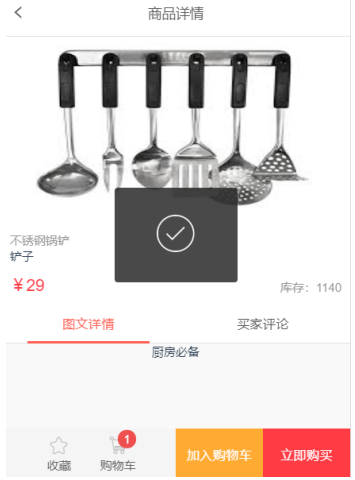 商品详情
不锈钢锅铲
铲子
¥29
库存：1140
图文详情
买家评论
厨房必备
1
收藏
购物车
加入购物车
立即购买